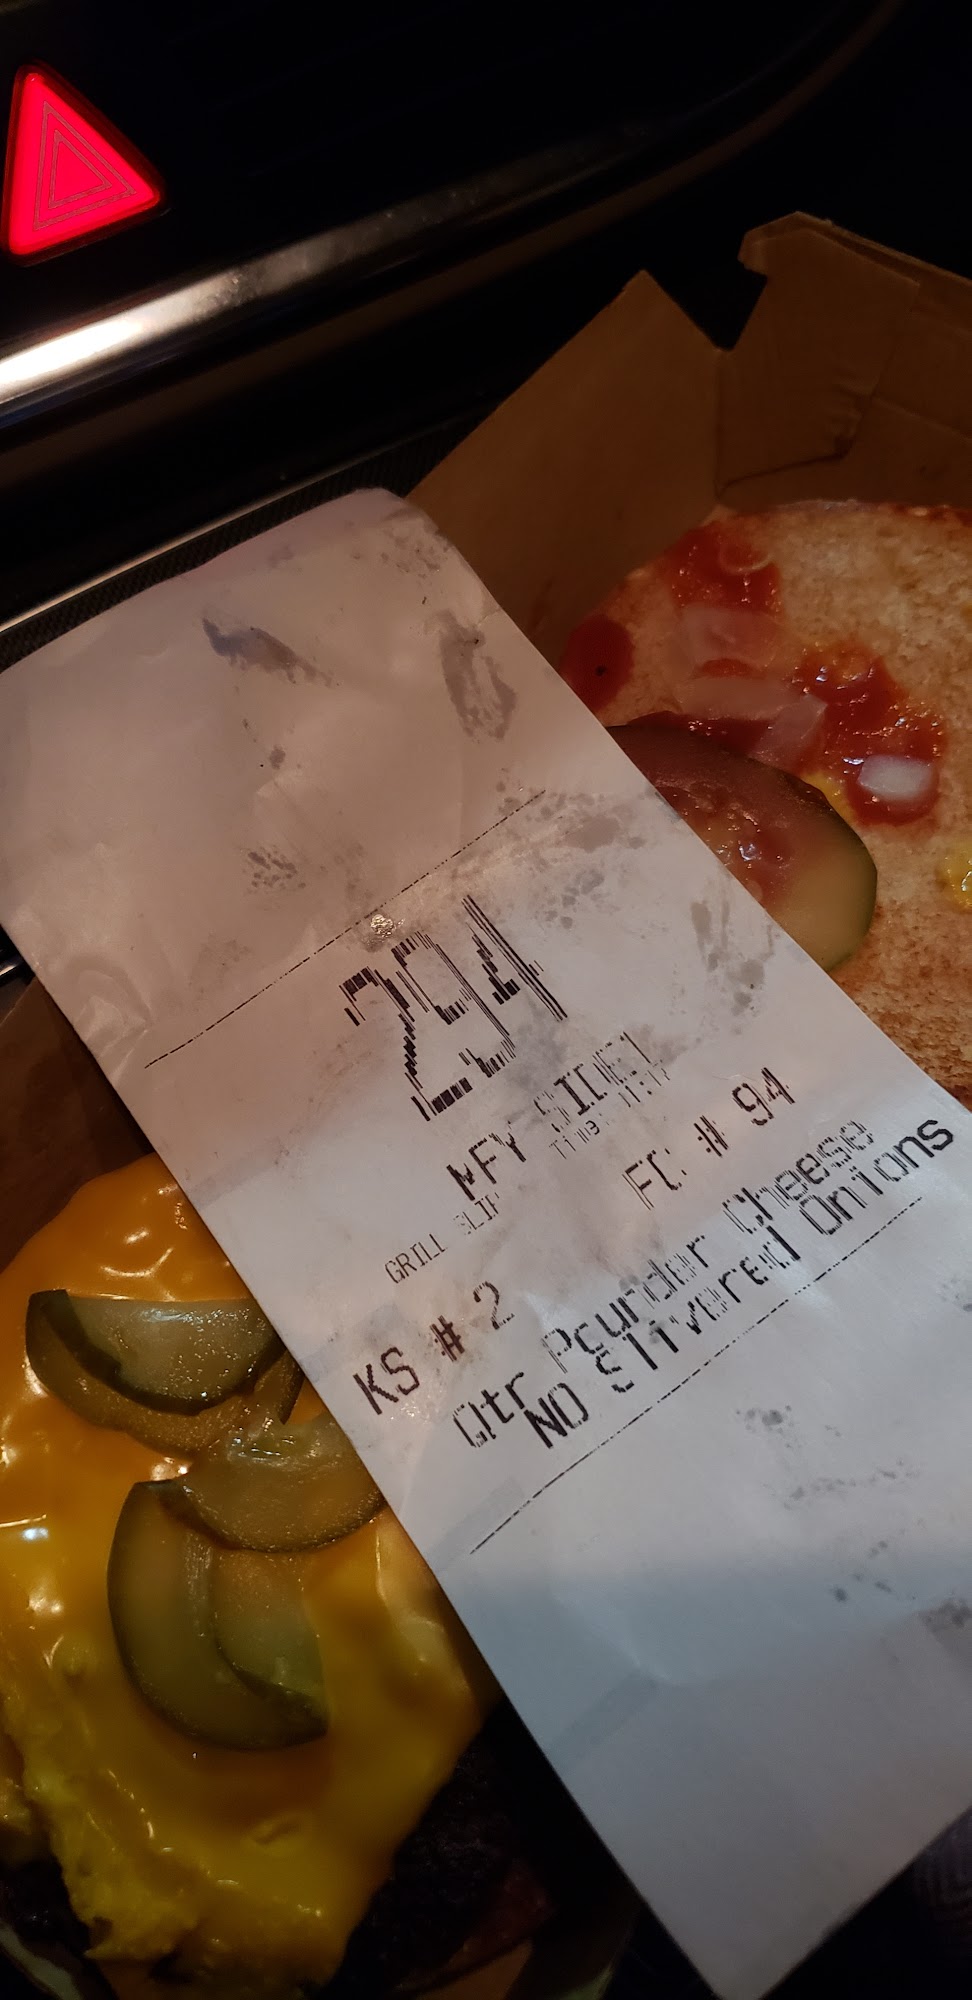 294
MFY SIDE1
GRILL SLIP
KS # 2 FC # 94
Qtr Pounder Cheese
NO Slivered Onions